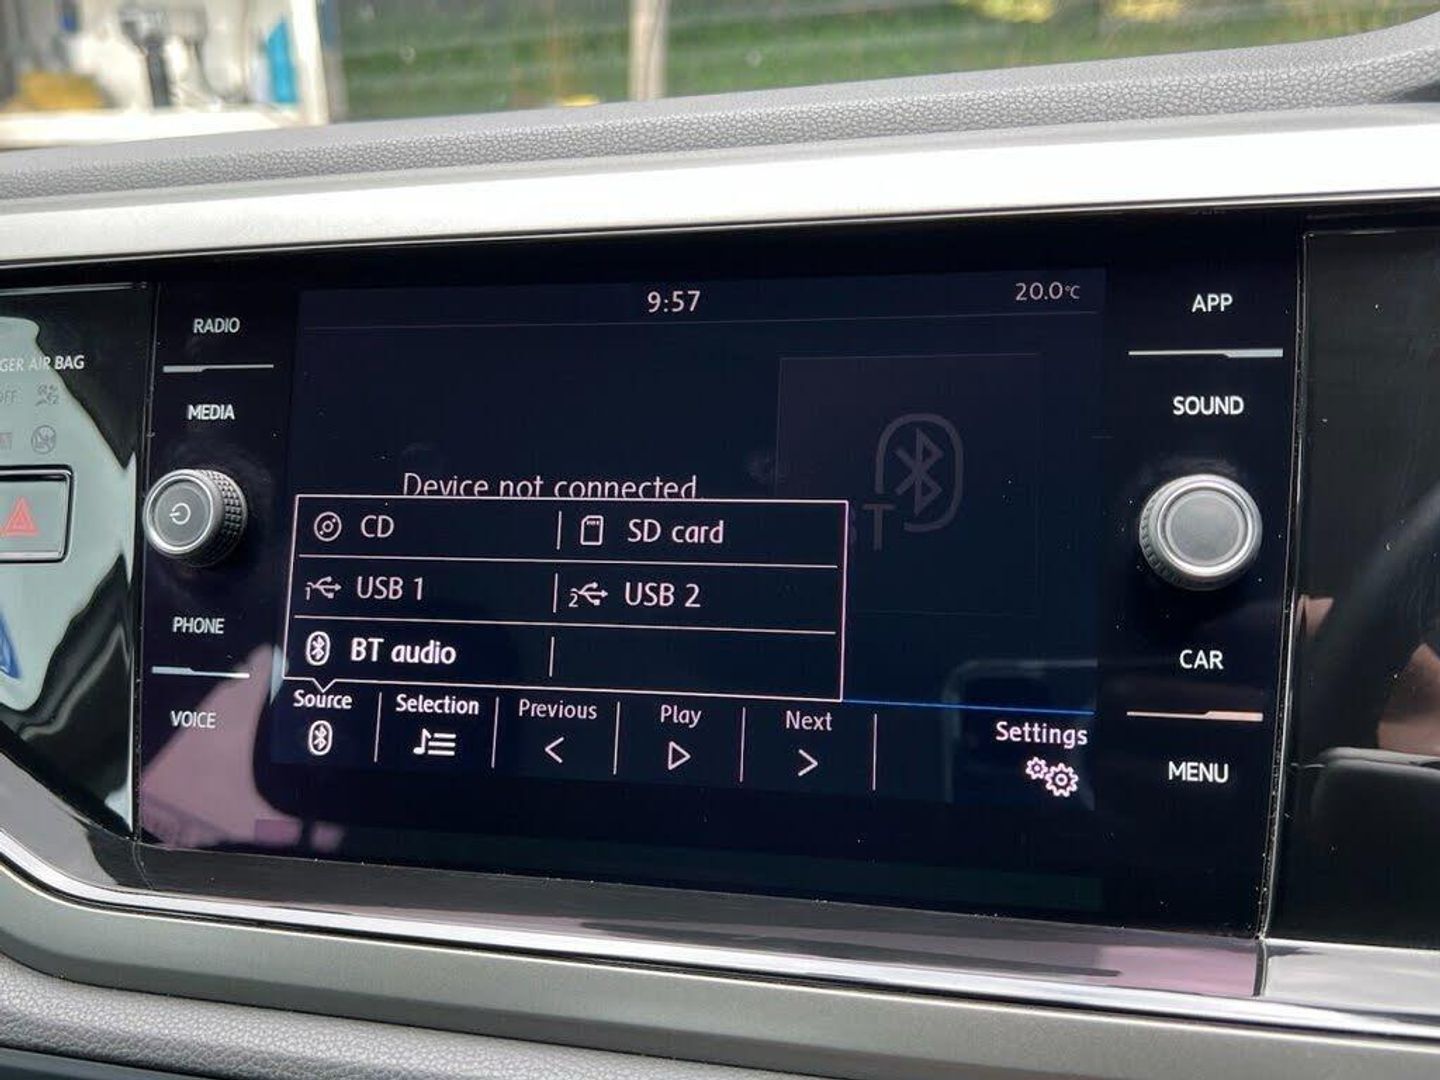 9:57
20.0°C
RADIO
APP
AIR BAG
MEDIA
SOUND
Device not connected.
CD
SD card
USB 1
USB 2
BT audio
PHONE
CAR
VOICE
MENU
Source
Selection
Previous
Play
Next
Settings